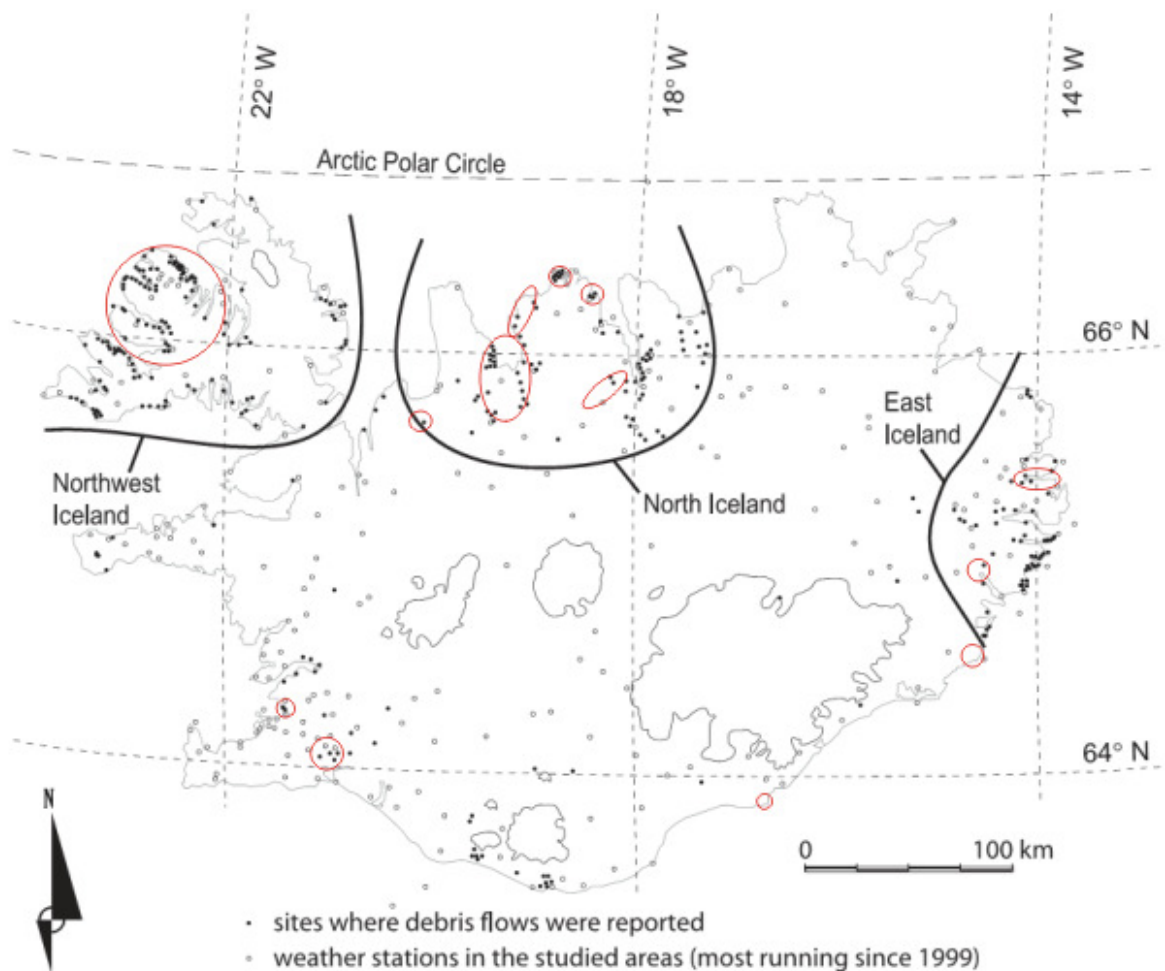 22° W
18° W
14° W
Arctic Polar Circle
66° N
East
Iceland
Northwest
Iceland
North Iceland
64° N
N
0 100 km
sites where debris flows were reported
weather stations in the studied areas (most running since 1999)